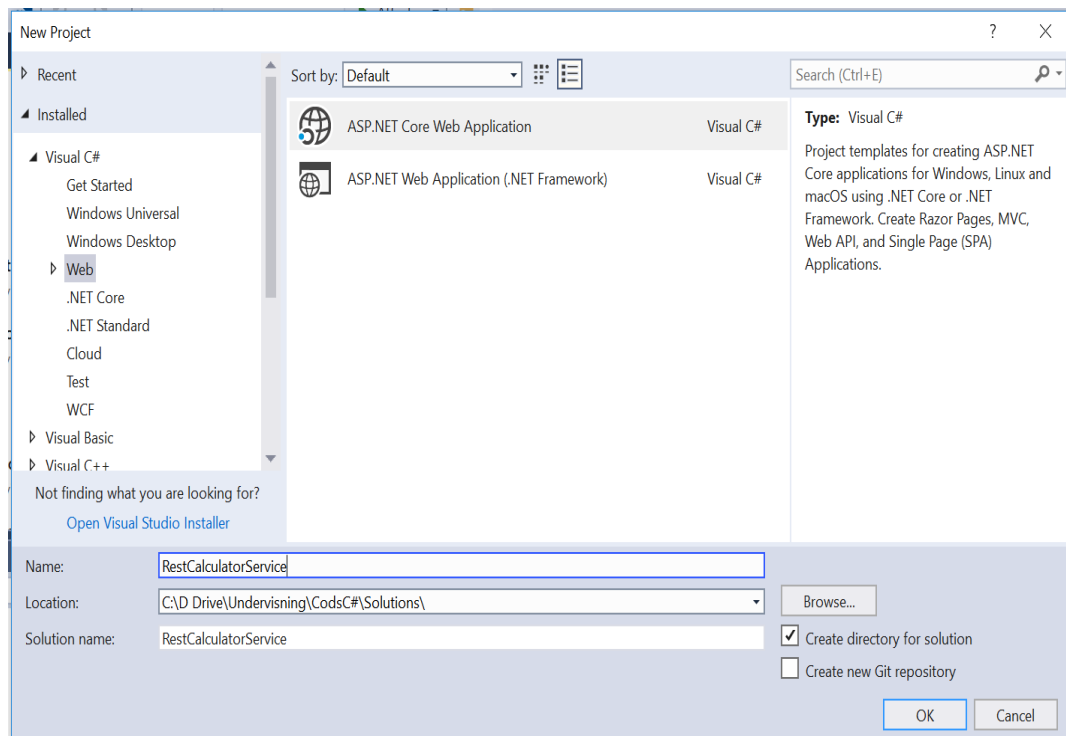 New Project
?
Recent
Installed
Visual C#
Get Started
Windows Universal
Windows Desktop
Web
.NET Core
.NET Standard
Cloud
Test
WCF
Visual Basic
Visual C++
Not finding what you are looking for?
Open Visual Studio Installer
Sort by: Default
ASP.NET Core Web Application Visual C#
ASP.NET Web Application (.NET Framework) Visual C#
Search (Ctrl+E)
Type: Visual C#
Project templates for creating ASP.NET
Core applications for Windows, Linux and
macOS using .NET Core or .NET
Framework. Create Razor Pages, MVC,
Web API, and Single Page (SPA)
Applications.
Name: RestCalculatorService
Location: C:\D Drive\Undervisning\CodsC#\Solutions\
Browse...
Solution name: RestCalculatorService
Create directory for solution
Create new Git repository
OK Cancel